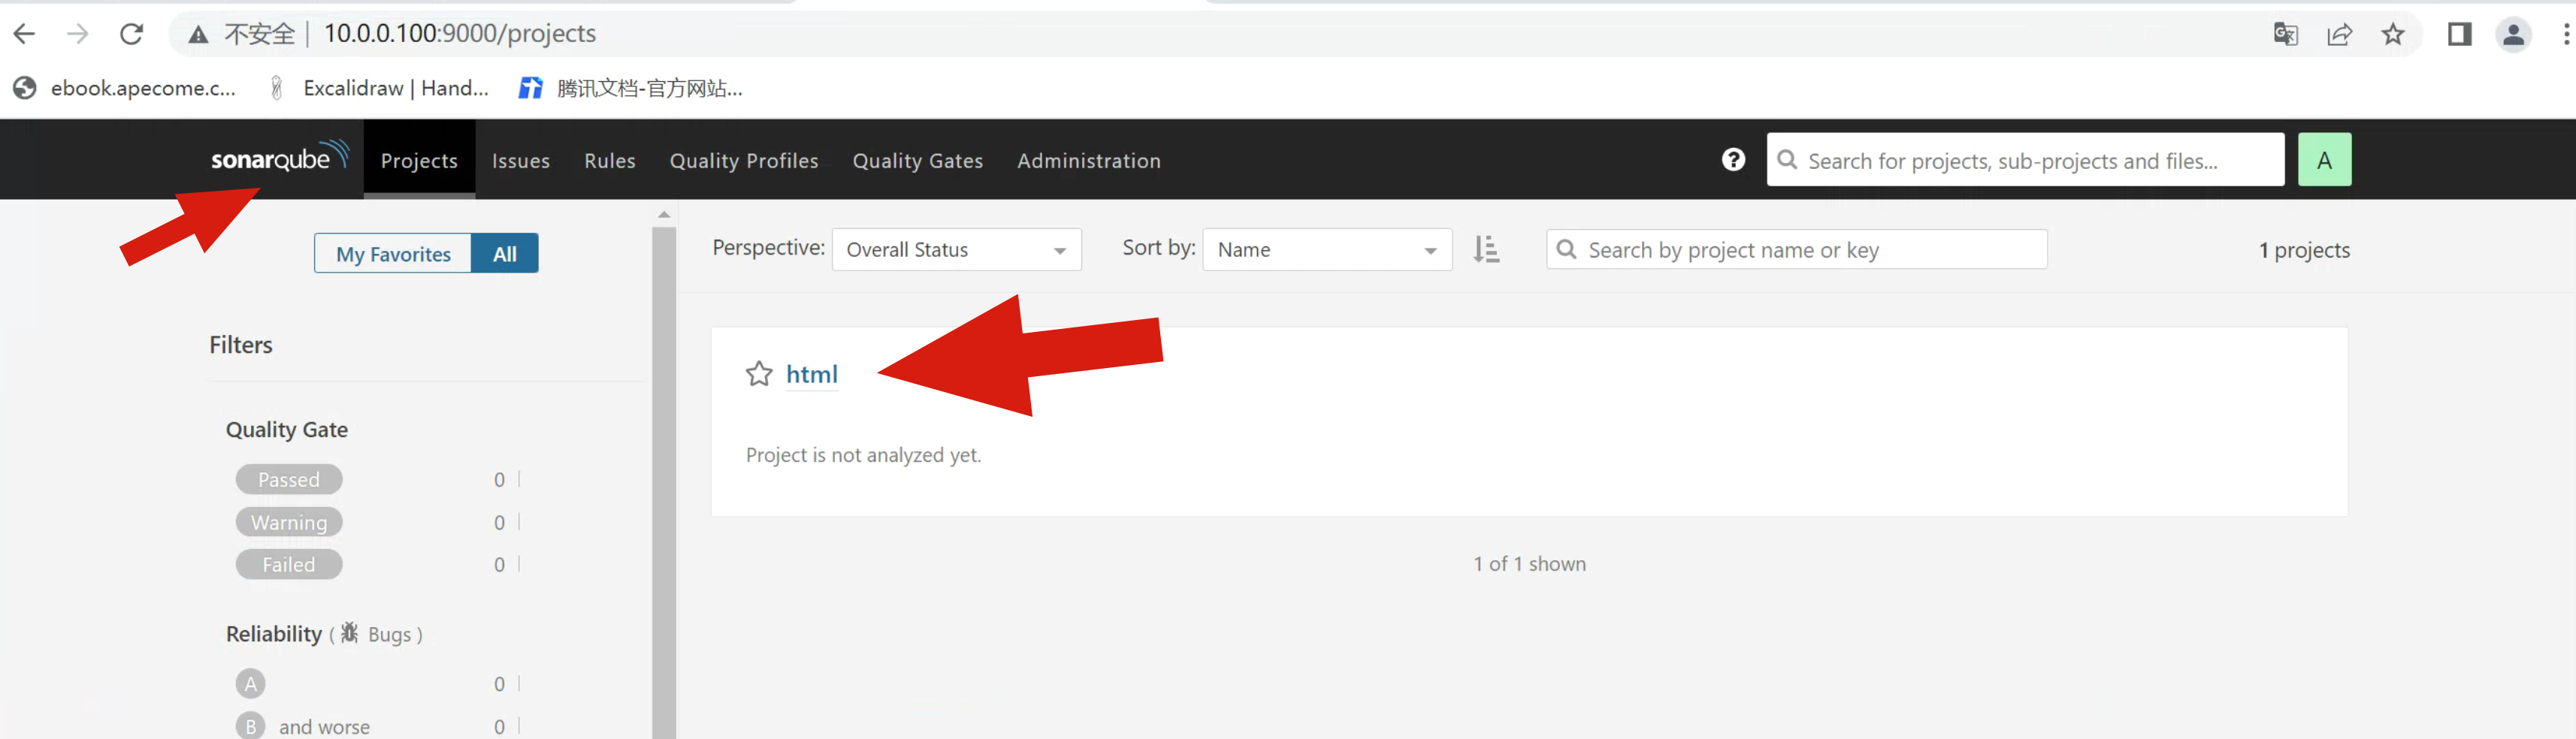 不安全 | 10.0.0.100:9000/projects
ebook.apecome.c... Excalidraw | Hand... 腾讯文档-官方网站...
sonarqube Projects Issues Rules Quality Profiles Quality Gates Administration Search for projects, sub-projects and files... A
My Favorites All
Perspective: Overall Status Sort by: Name Search by project name or key 1 projects
Filters
Quality Gate
Passed 0
Warning 0
Failed 0
Reliability ( Bugs )
A 0
B and worse 0
html
Project is not analyzed yet.
1 of 1 shown